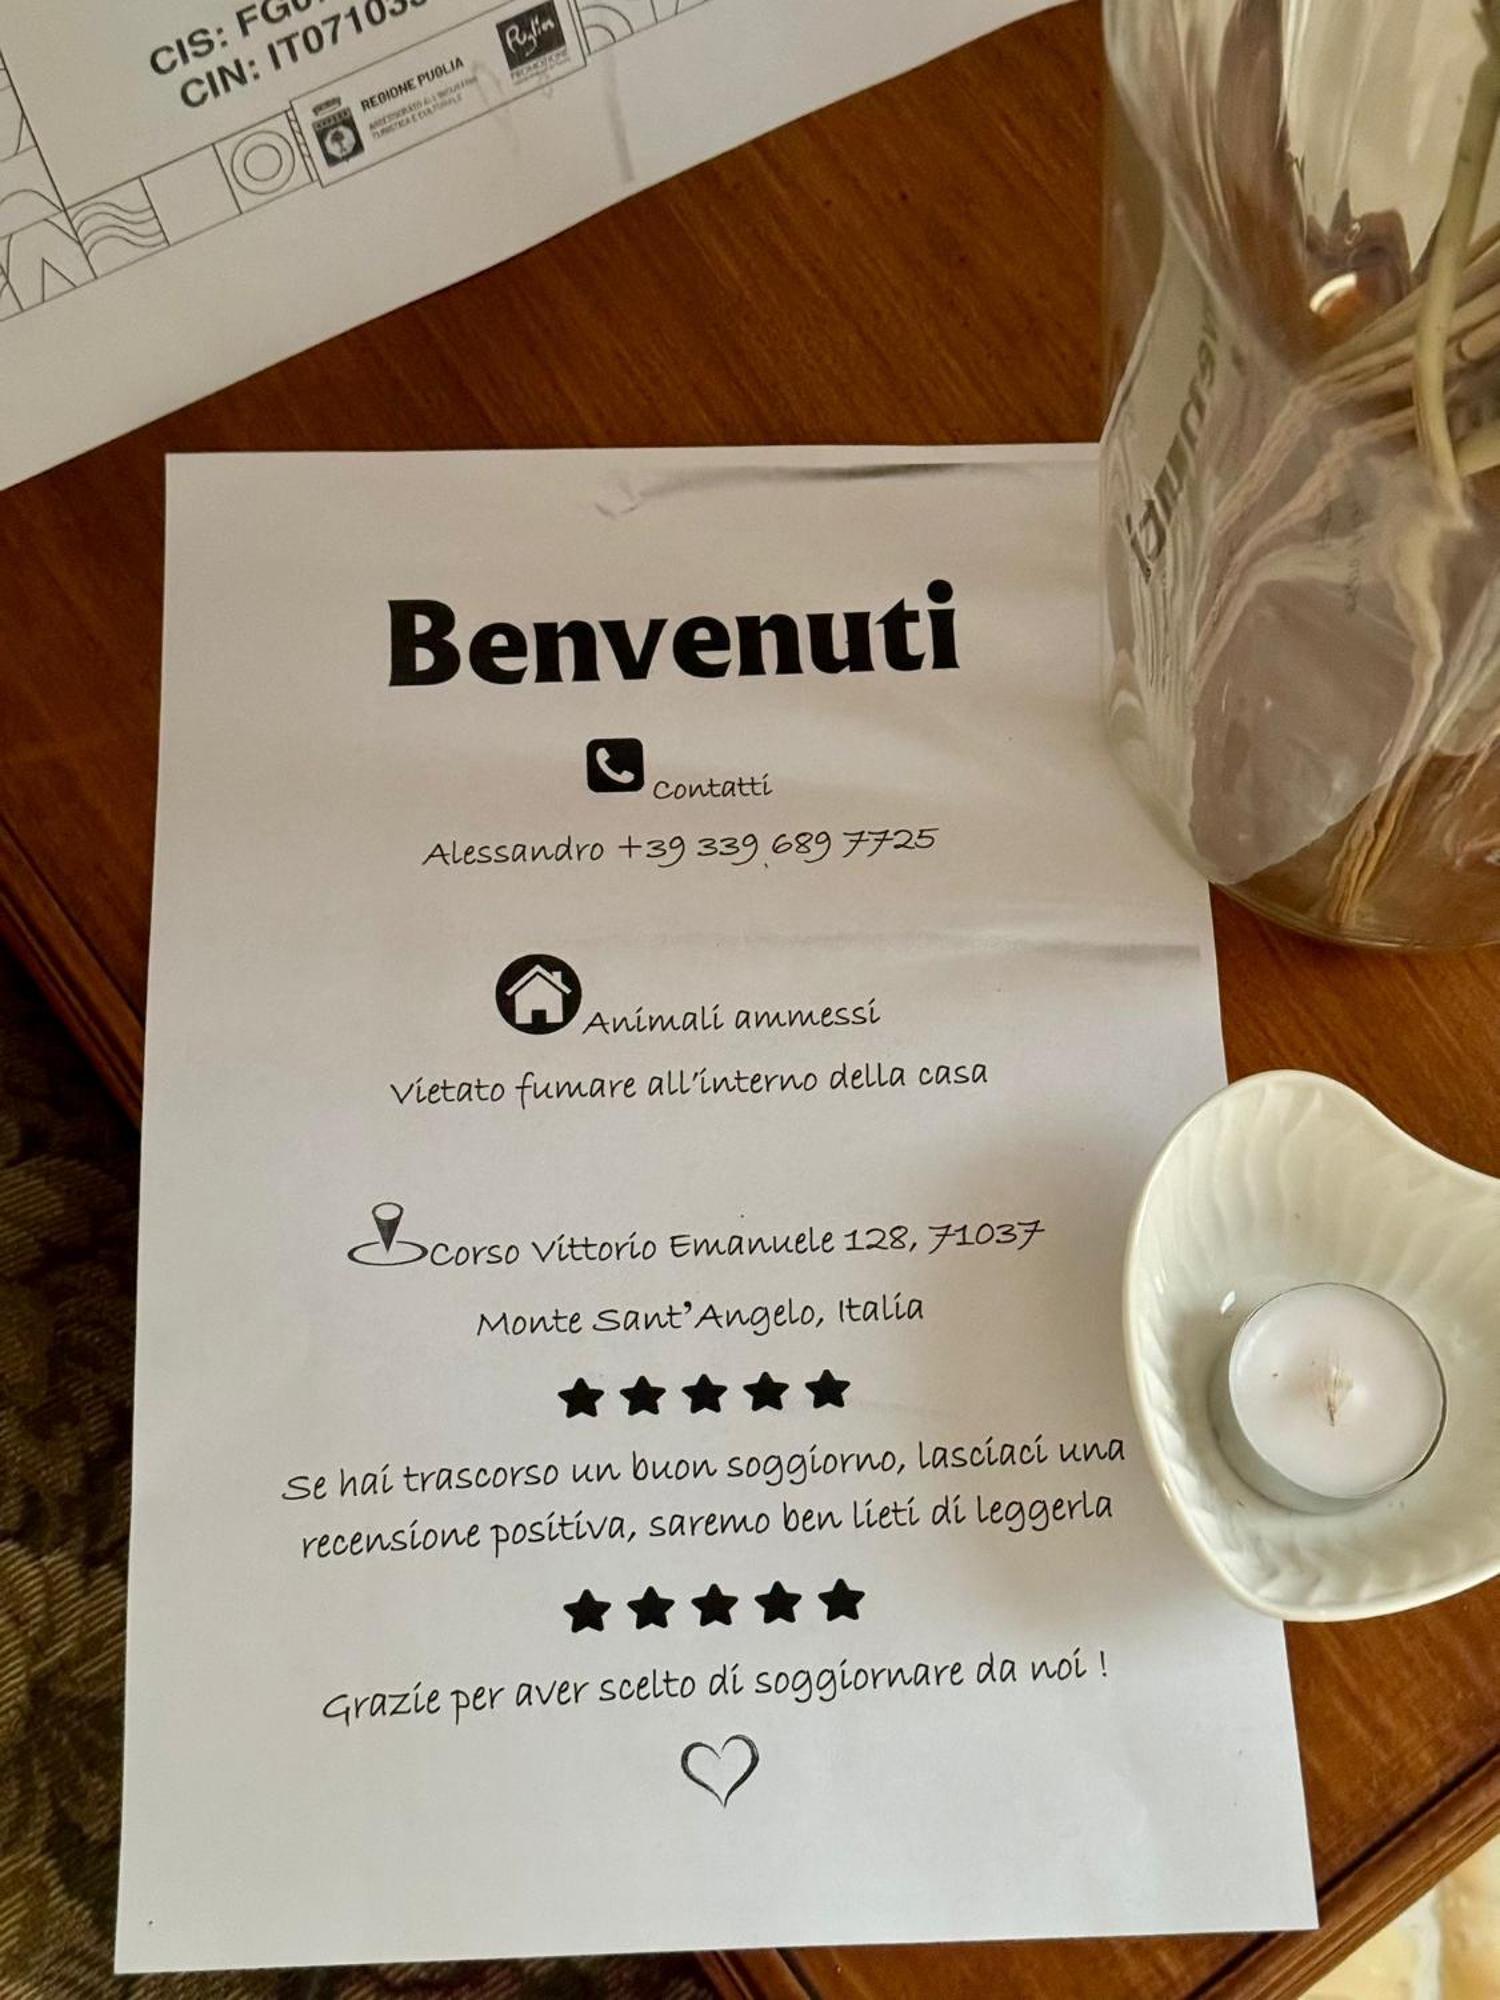 CIS:
CIN: IT07103
REGIONE PUGLIA
Puglia
Benvenuti
Contatti
Alessandro +39 339 689 7725
Animali ammessi
Vietato fumare all'interno della casa
Corso Vittorio Emanuele 128, 71037
Monte Sant'Angelo, Italia
Se hai trascorso un buon soggiorno, lasciaci una
recensione positiva, saremo ben lieti di leggerla
Grazie per aver scelto di soggiornare da noi !